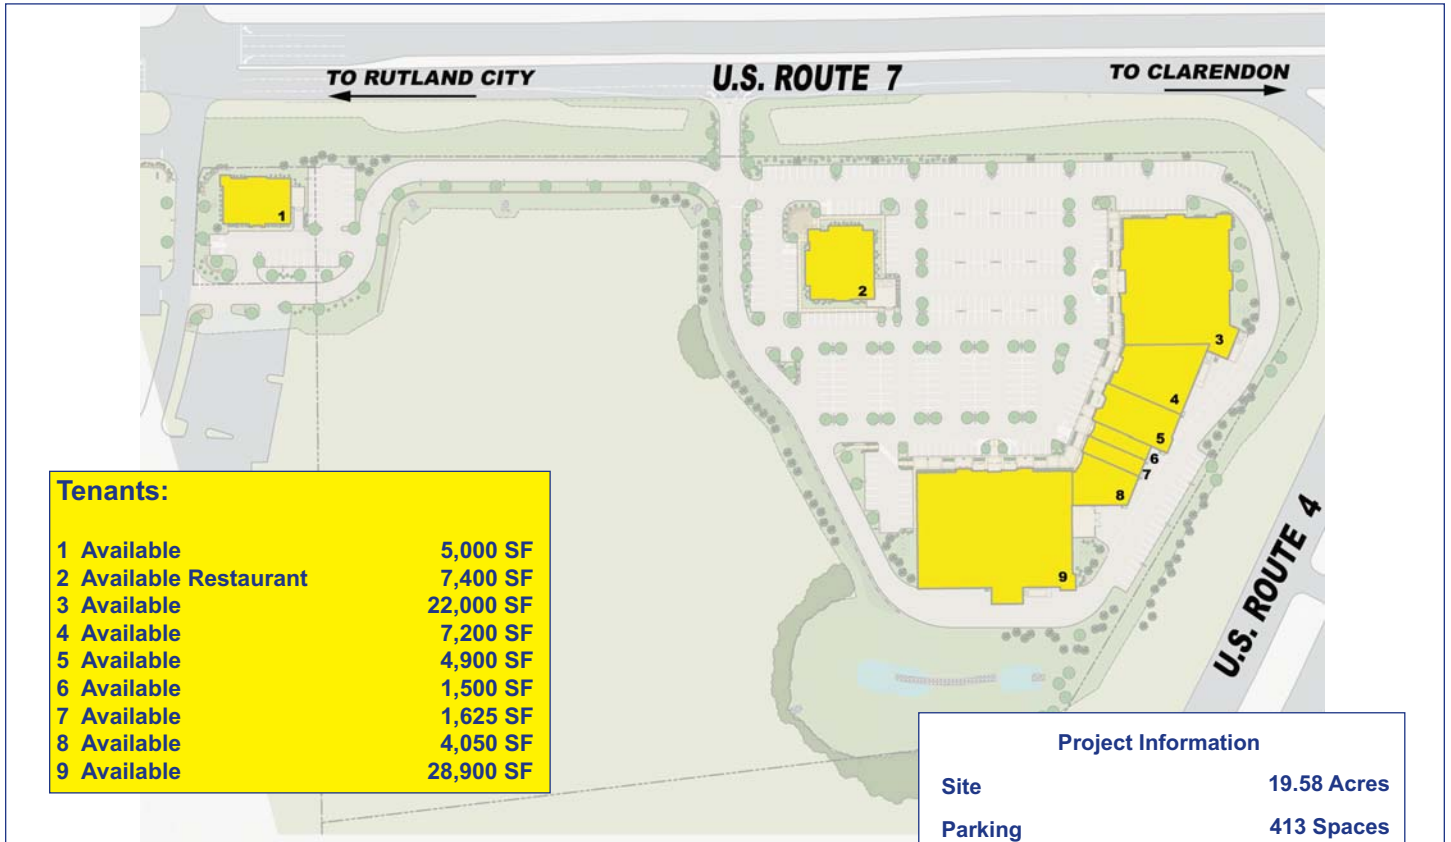 TO RUTLAND CITY
U.S. ROUTE 7
TO CLARENDON
1
2
3
4
5
6
7
8
9
U.S. ROUTE 4
Tenants:
1 Available 5,000 SF
2 Available Restaurant 7,400 SF
3 Available 22,000 SF
4 Available 7,200 SF
5 Available 4,900 SF
6 Available 1,500 SF
7 Available 1,625 SF
8 Available 4,050 SF
9 Available 28,900 SF
Project Information
Site 19.58 Acres
Parking 413 Spaces